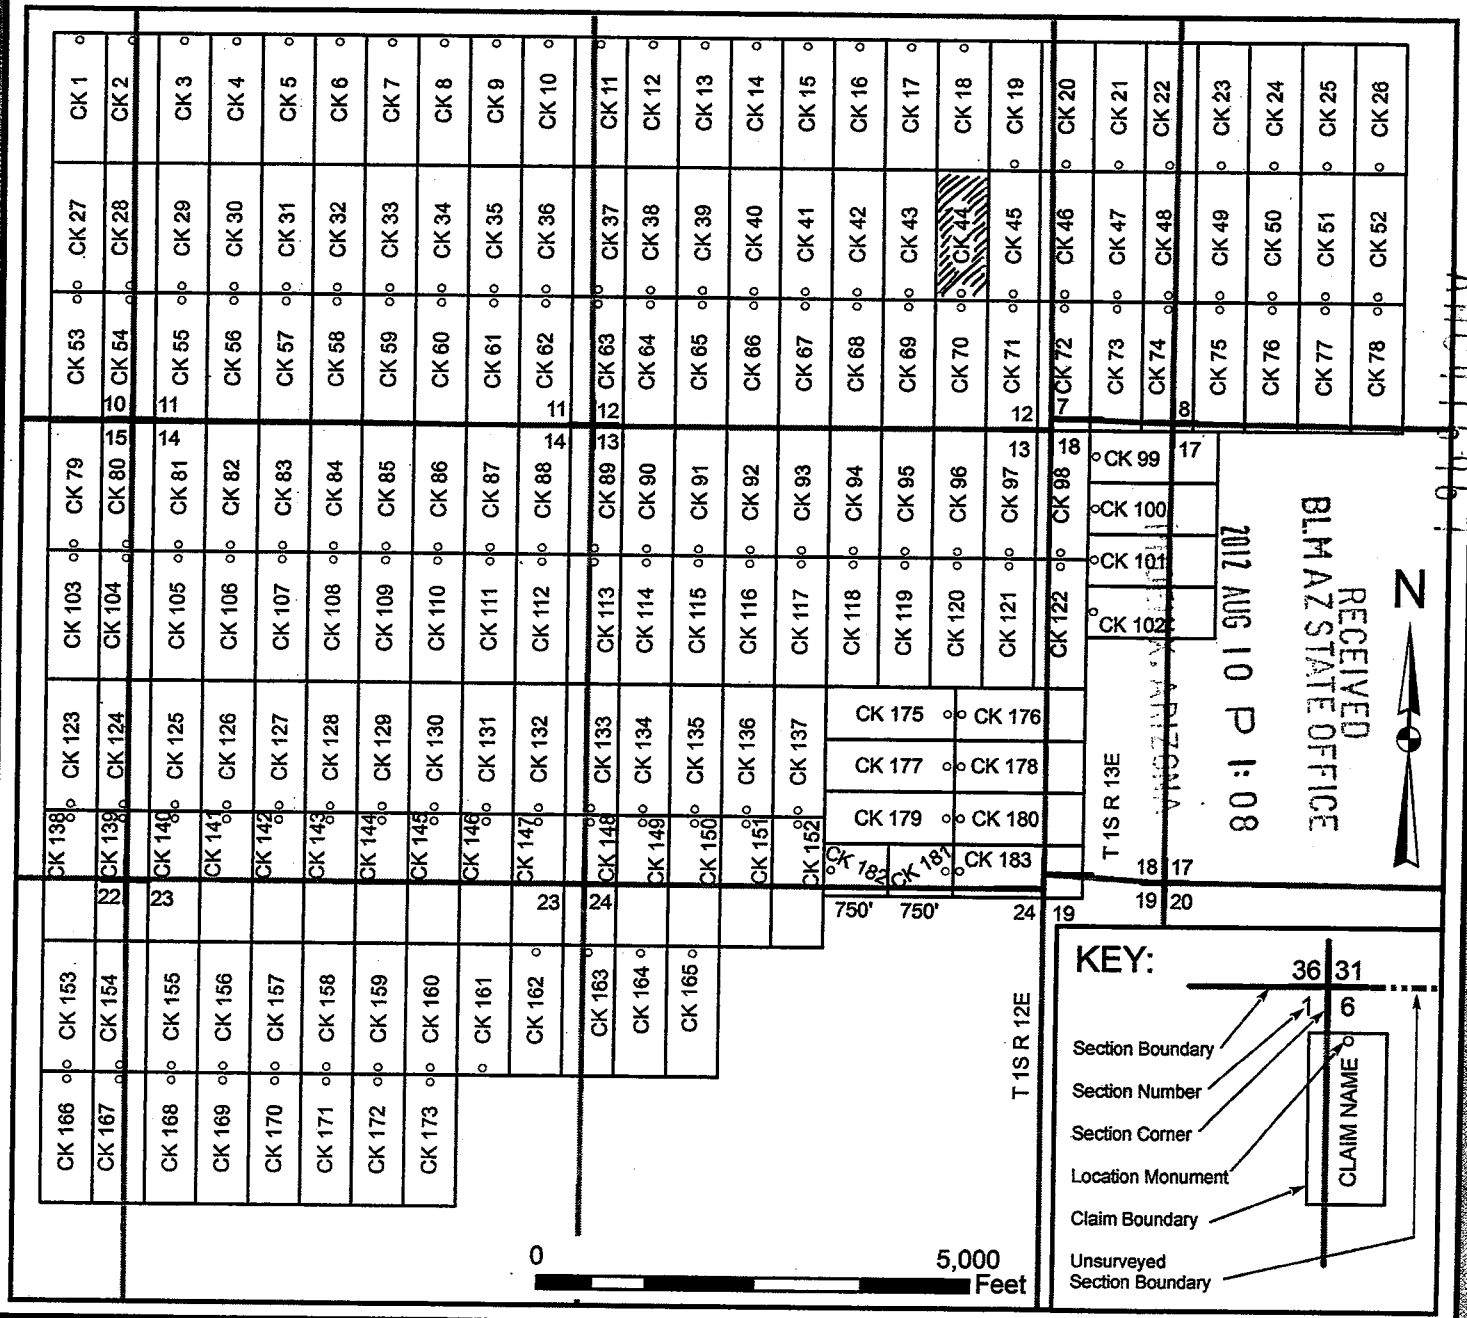 CK 1 CK 2 CK 3 CK 4 CK 5 CK 6 CK 7 CK 8 CK 9 CK 10 CK 11 CK 12 CK 13 CK 14 CK 15 CK 16 CK 17 CK 18 CK 19 CK 20 CK 21 CK 22 CK 23 CK 24 CK 25 CK 26
CK 27 CK 28 CK 29 CK 30 CK 31 CK 32 CK 33 CK 34 CK 35 CK 36 CK 37 CK 38 CK 39 CK 40 CK 41 CK 42 CK 43 CK 44 CK 45 CK 46 CK 47 CK 48 CK 49 CK 50 CK 51 CK 52
CK 53 CK 54 CK 55 CK 56 CK 57 CK 58 CK 59 CK 60 CK 61 CK 62 CK 63 CK 64 CK 65 CK 66 CK 67 CK 68 CK 69 CK 70 CK 71 CK 72 CK 73 CK 74 CK 75 CK 76 CK 77 CK 78
10 11 11 12 12 7 8
15 14 14 13 13 18 17
CK 79 CK 80 CK 81 CK 82 CK 83 CK 84 CK 85 CK 86 CK 87 CK 88 CK 89 CK 90 CK 91 CK 92 CK 93 CK 94 CK 95 CK 96 CK 97 CK 98
CK 99
CK 100
CK 101
CK 102
CK 103 CK 104 CK 105 CK 106 CK 107 CK 108 CK 109 CK 110 CK 111 CK 112 CK 113 CK 114 CK 115 CK 116 CK 117 CK 118 CK 119 CK 120 CK 121 CK 122
RECEIVED
BLM AZ STATE OFFICE
2012 AUG 10 P 1:08
ARIZONA
N
CK 123 CK 124 CK 125 CK 126 CK 127 CK 128 CK 129 CK 130 CK 131 CK 132 CK 133 CK 134 CK 135 CK 136 CK 137
CK 175 CK 176
CK 177 CK 178
CK 179 CK 180
CK 182 CK 181 CK 183
T 1S R 13E
CK 138 CK 139 CK 140 CK 141 CK 142 CK 143 CK 144 CK 145 CK 146 CK 147 CK 148 CK 149 CK 150 CK 151 CK 152
18 17
22 23 23 24 750' 750' 24 19 19 20
CK 153 CK 154 CK 155 CK 156 CK 157 CK 158 CK 159 CK 160 CK 161 CK 162 CK 163 CK 164 CK 165
T 1S R 12E
CK 166 CK 167 CK 168 CK 169 CK 170 CK 171 CK 172 CK 173
0 5,000
Feet
KEY:
36 31
1 6
Section Boundary
Section Number
Section Corner
Location Monument
Claim Boundary
Unsurveyed
Section Boundary
CLAIM NAME